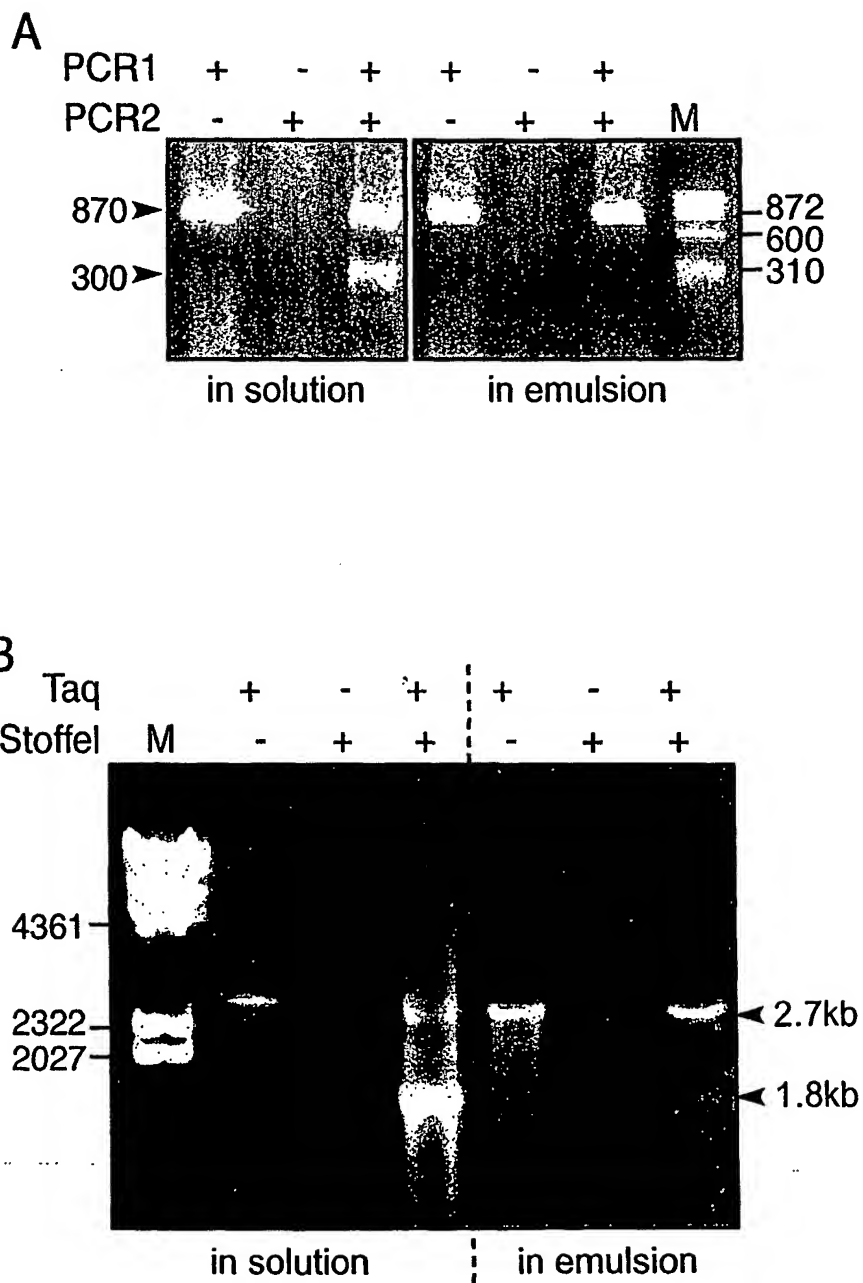 A
PCR1 + - + + - +
PCR2 - + + - + + M
870 872
600
300 310
in solution in emulsion
B
Taq + - + + - +
Stoffel M - + + - + +
4361
2322 2.7kb
2027
1.8kb
in solution in emulsion